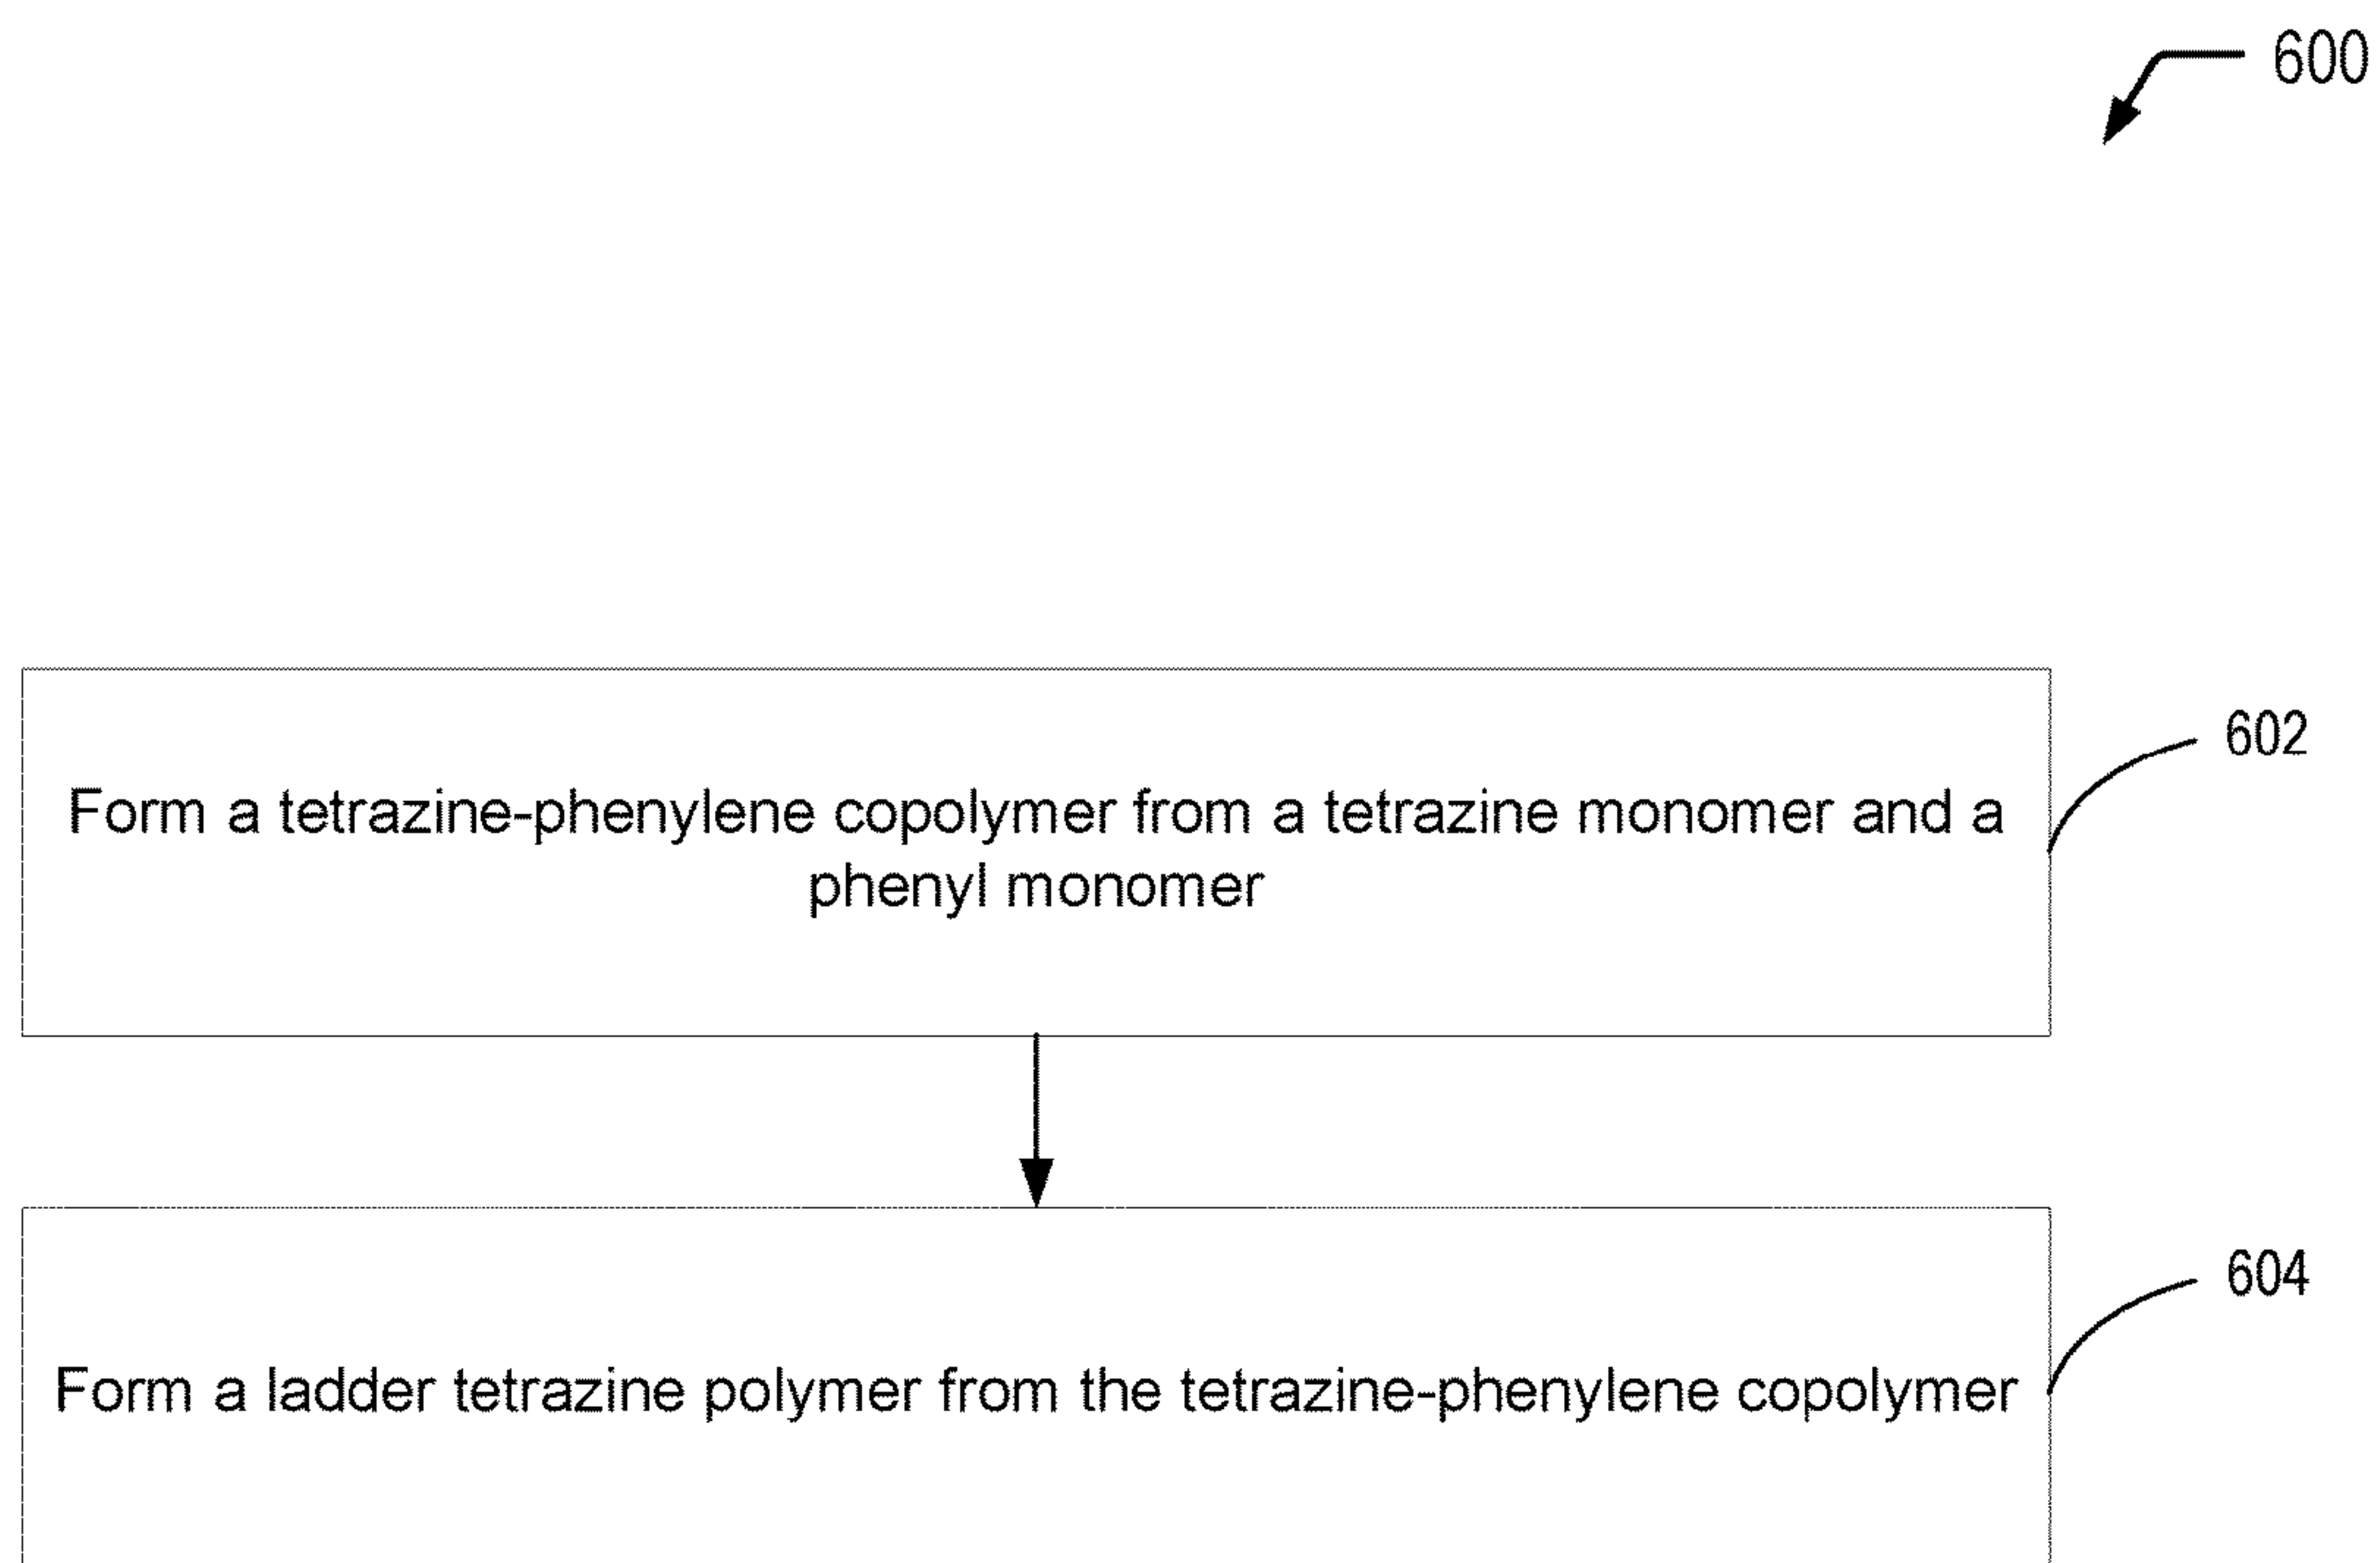 600
602
Form a tetrazine-phenylene copolymer from a tetrazine monomer and a
phenyl monomer
604
Form a ladder tetrazine polymer from the tetrazine-phenylene copolymer